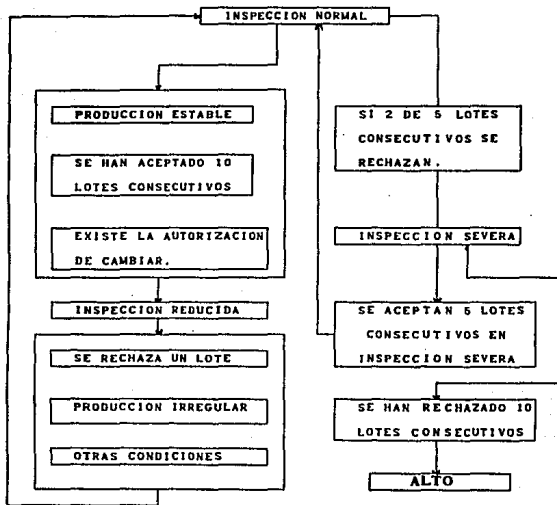 INSPECCION NORMAL
PRODUCCION ESTABLE
SE HAN ACEPTADO 10
LOTES CONSECUTIVOS
EXISTE LA AUTORIZACION
DE CAMBIAR.
INSPECCION REDUCIDA
SE RECHAZA UN LOTE
PRODUCCION IRREGULAR
OTRAS CONDICIONES
SI 2 DE 5 LOTES
CONSECUTIVOS SE
RECHAZAN.
INSPECCION SEVERA
SE ACEPTAN 5 LOTES
CONSECUTIVOS EN
INSPECCION SEVERA
SE HAN RECHAZADO 10
LOTES CONSECUTIVOS
ALTO